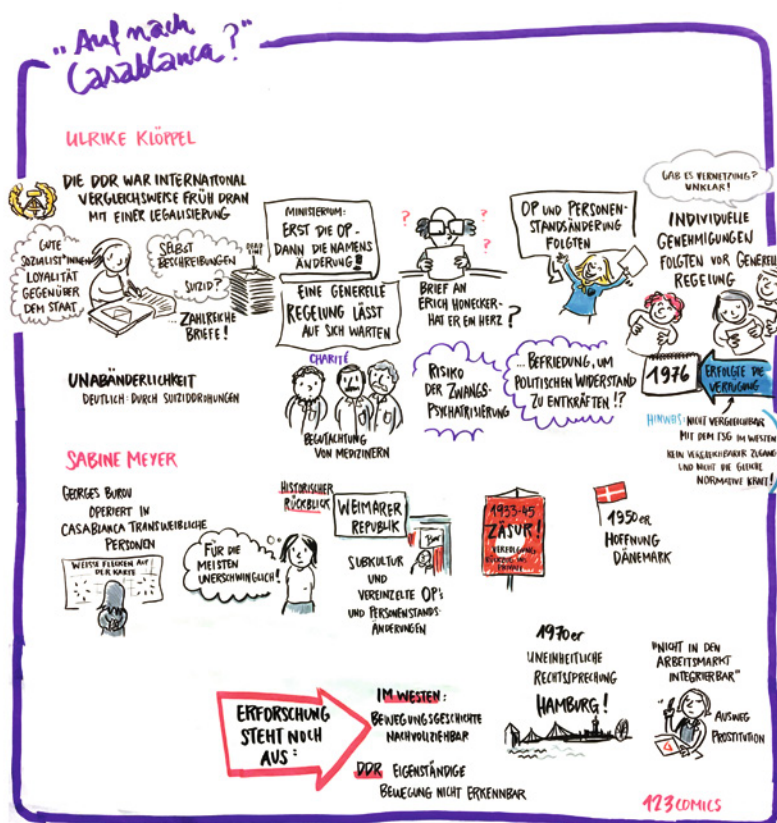 "Auf nach
Casablanca?"
ULRIKE KLÖPPEL
DIE DDR WAR INTERNATIONAL
VERGLEICHSWEISE FRÜH DRAN
MIT EINER LEGALISIERUNG
GUTE
SOZIALIST*INNEN
LOYALITÄT
GEGENÜBER
DEM STAAT
SELBST
BESCHREIBUNGEN
SUIZID?
... ZAHLREICHE
BRIEFE!
MINISTERIUM:
ERST DIE OP-
DANN DIE NAMENS
ÄNDERUNG!
EINE GENERELLE
REGELUNG LÄSST
AUF SICH WARTEN
? ? ? ?
BRIEF AN
ERICH HONECKER-
HAT ER EIN HERZ?
OP UND PERSONEN-
STANDSÄNDERUNG
FOLGTEN
GAB ES VERNETZUNG?
UNKLAR!
INDIVIDUELLE
GENEHMIGUNGEN
FOLGTEN VOR GENERELLER
REGELUNG
1976
ERFOLGTE DIE
VERFÜGUNG
HINWEIS: NICHT VERGLEICHBAR
MIT DEM TSG IM WESTEN
KEIN VERGLEICHBARER ZUGANG
UND NICHT DIE GLEICHE
NORMATIVE KRAFT!
UNABÄNDERLICHKEIT
DEUTLICH: DURCH SUIZIDDROHUNGEN
CHARITÉ
BEGUTACHTUNG
VON MEDIZINERN
RISIKO
DER ZWANGS-
PSYCHIATRISIERUNG
... BEFRIEDUNG, UM
POLITISCHEN WIDERSTAND
ZU ENTKRÄFTEN!?
SABINE MEYER
GEORGES BUROU
OPERIERT IN
CASABLANCA TRANSWEIBLICHE
PERSONEN
WEISSE FLECKEN AUF
DER KARTE
FÜR DIE
MEISTEN
UNERSCHWINGLICH!
HISTORISCHER
RÜCKBLICK
WEIMARER
REPUBLIK
Bar
SUBKULTUR
UND
VEREINZELTE OP's
UND PERSONENSTANDS-
ÄNDERUNGEN
1933-45
ZÄSUR!
VERFOLGUNG
RÜCKZUG INS
PRIVATE
1950er
HOFFNUNG
DÄNEMARK
1970er
UNEINHEITLICHE
RECHTSPRECHUNG
HAMBURG!
"NICHT IN DEN
ARBEITSMARKT
INTEGRIERBAR"
AUSWEG
PROSTITUTION
ERFORSCHUNG
STEHT NOCH
AUS:
IM WESTEN:
BEWEGUNGSGESCHICHTE
NACHVOLLZIEHBAR
DDR EIGENSTÄNDIGE
BEWEGUNG NICHT ERKENNBAR
123COMICS